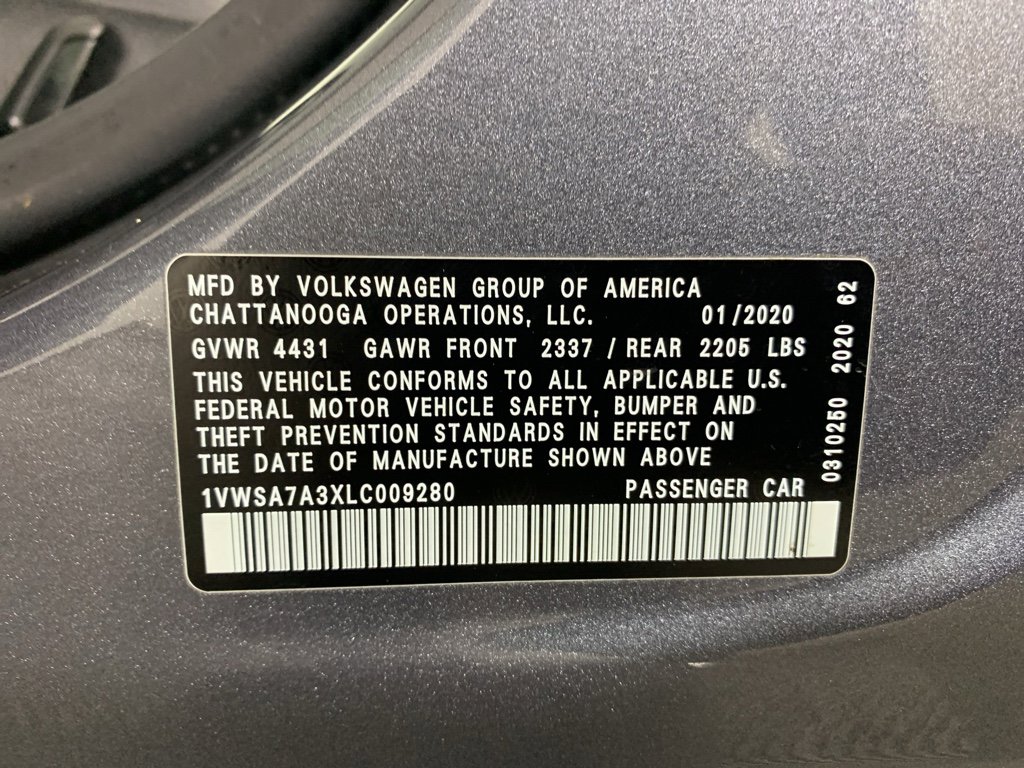 MFD BY VOLKSWAGEN GROUP OF AMERICA
CHATTANOOGA OPERATIONS, LLC. 01/2020
GVWR 4431 GAWR FRONT 2337 / REAR 2205 LBS
THIS VEHICLE CONFORMS TO ALL APPLICABLE U.S.
FEDERAL MOTOR VEHICLE SAFETY, BUMPER AND
THEFT PREVENTION STANDARDS IN EFFECT ON
THE DATE OF MANUFACTURE SHOWN ABOVE
1VWSA7A3XLC009280 PASSENGER CAR
0310250 2020 62